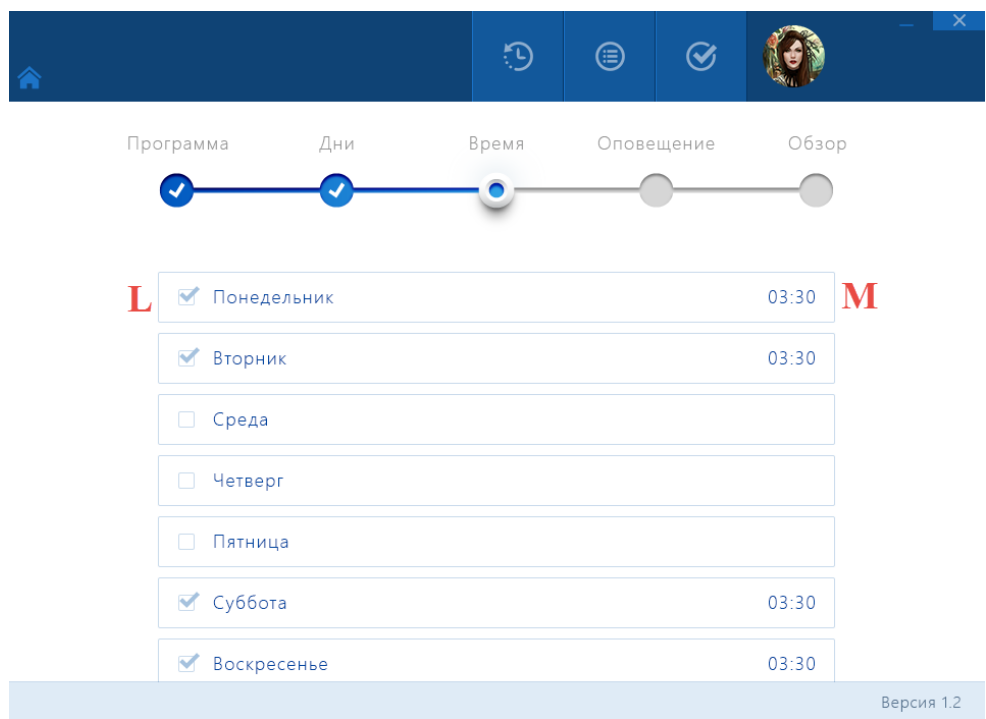 Программа Дни Время Оповещение Обзор
L Понедельник 03:30 M
Вторник 03:30
Среда
Четверг
Пятница
Суббота 03:30
Воскресенье 03:30
Версия 1.2